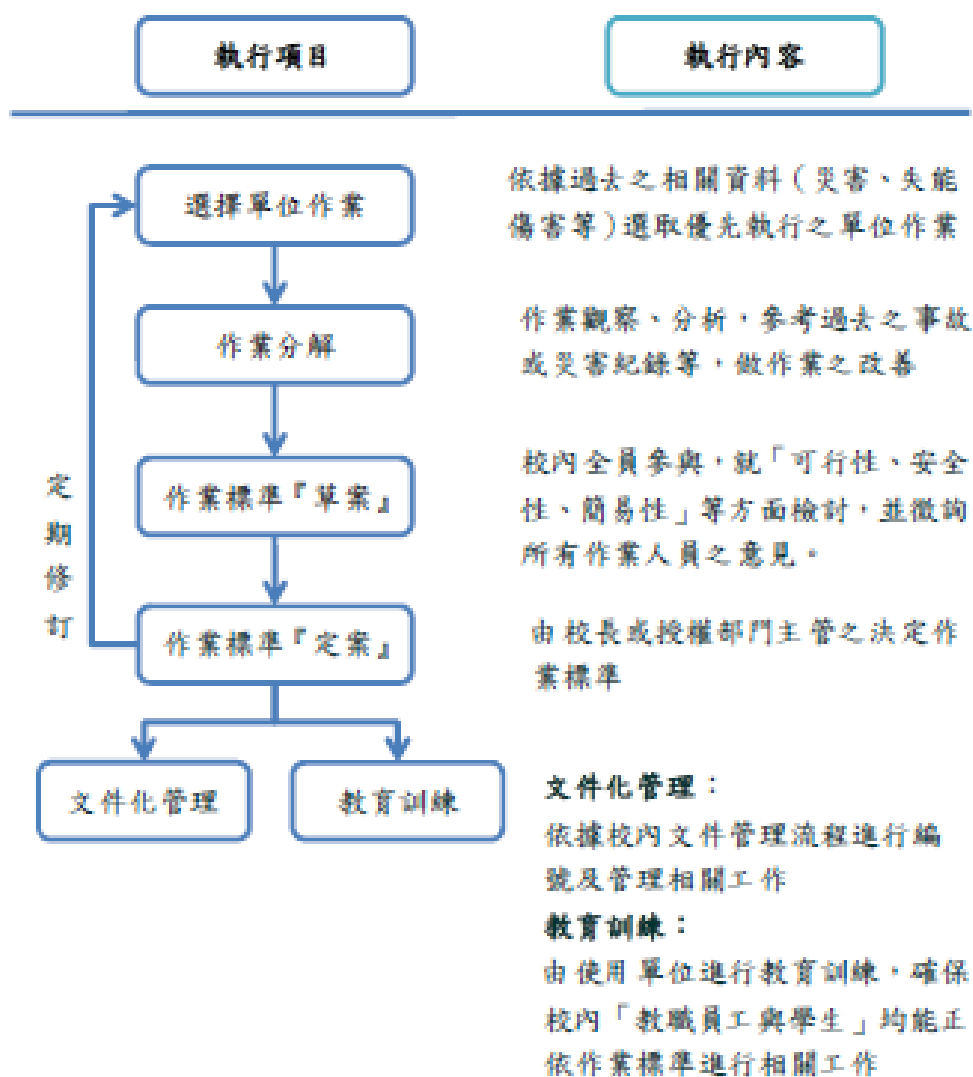 執行項目
執行內容
選擇單位作業
依據過去之相關資料（災害、失能
傷害等）選取優先執行之單位作業
作業分解
作業觀察、分析，參考過去之事故
或災害紀錄等，做作業之改善
作業標準『草案』
校內全員參與，就「可行性、安全
性、簡易性」等方面檢討，並徵詢
所有作業人員之意見。
定期修訂
作業標準『定案』
由校長或授權部門主管之決定作
業標準
文件化管理
教育訓練
文件化管理：
依據校內文件管理流程進行編
號及管理相關工作
教育訓練：
由使用單位進行教育訓練，確保
校內「教職員工與學生」均能正
依作業標準進行相關工作